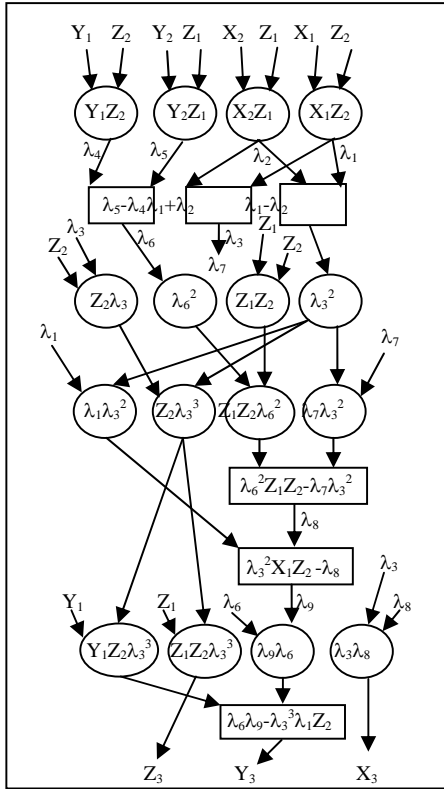 Y₁ Z₂ Y₂ Z₁ X₂ Z₁ X₁ Z₂
Y₁Z₂ Y₂Z₁ X₂Z₁ X₁Z₂
λ₄ λ₅ λ₂ λ₁
λ₅-λ₄ λ₁+λ₂ λ₁-λ₂
λ₆ λ₃ Z₁
λ₃ λ₇ Z₂
Z₂
Z₂λ₃ λ₆² Z₁Z₂ λ₃²
λ₁ λ₇
λ₁λ₃² Z₂λ₃³ Z₁Z₂λ₆² λ₇λ₃²
λ₆²Z₁Z₂-λ₇λ₃²
λ₈
λ₃²X₁Z₂ -λ₈
λ₃
Y₁ Z₁ λ₆ λ₉ λ₈
Y₁Z₂λ₃³ Z₁Z₂λ₃³ λ₉λ₆ λ₃λ₈
λ₆λ₉-λ₃³λ₁Z₂
Z₃ Y₃ X₃